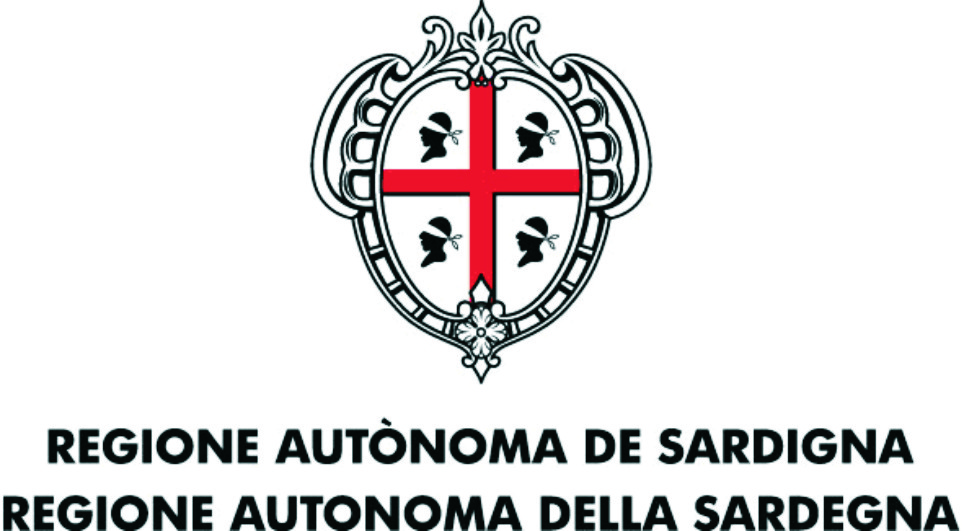 REGIONE AUTÒNOMA DE SARDIGNA
REGIONE AUTONOMA DELLA SARDEGNA